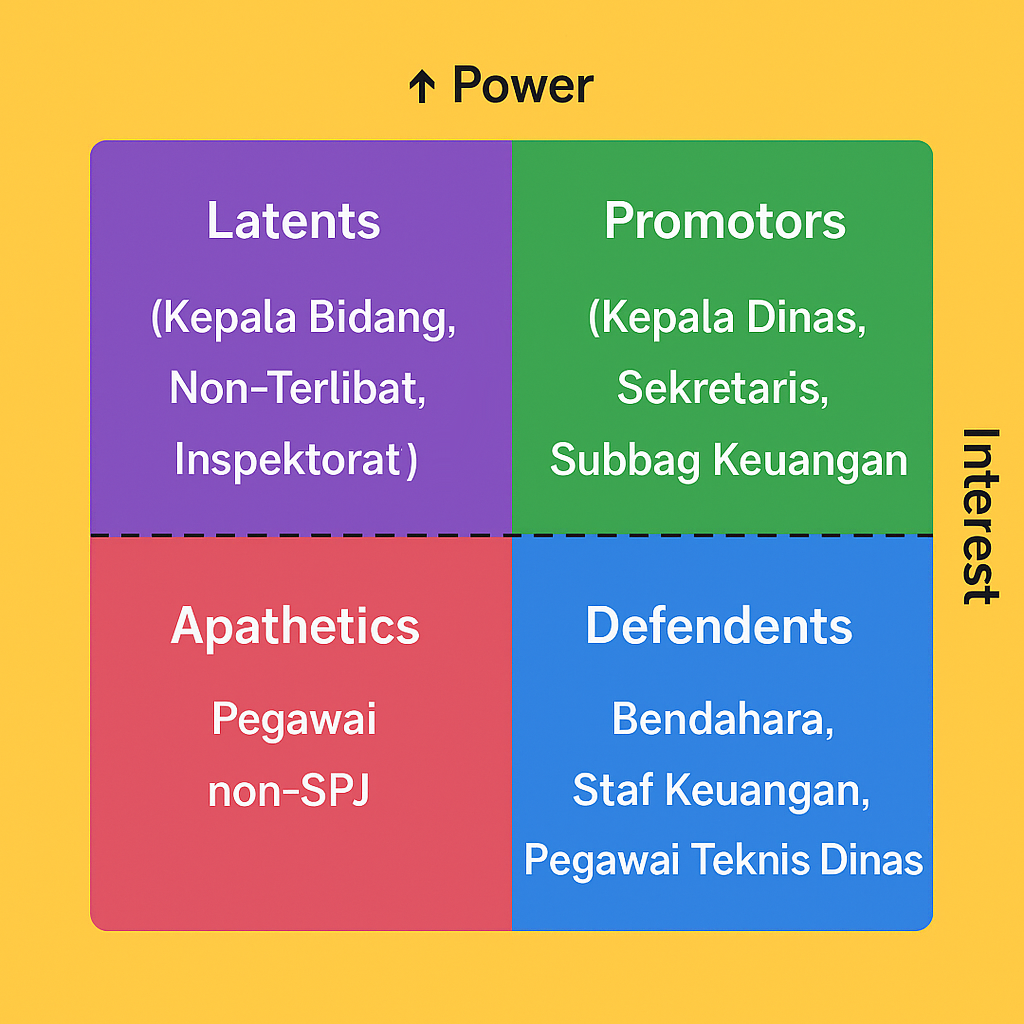 ↑ Power
Latents
(Kepala Bidang,
Non-Terlibat,
Inspektorat)
Promotors
(Kepala Dinas,
Sekretaris,
Subbag Keuangan
Interest
Apathetics
Pegawai
non-SPJ
Defendents
Bendahara,
Staf Keuangan,
Pegawai Teknis Dinas